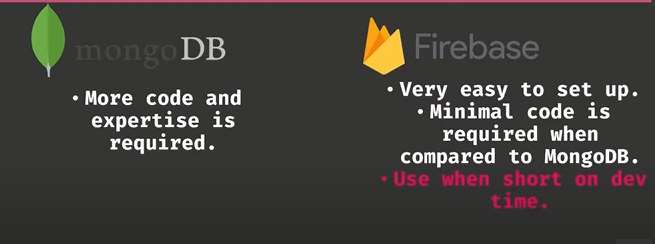 mongoDB
• More code and
expertise is
required.
Firebase
• Very easy to set up.
• Minimal code is
required when
compared to MongoDB.
• Use when short on dev
time.